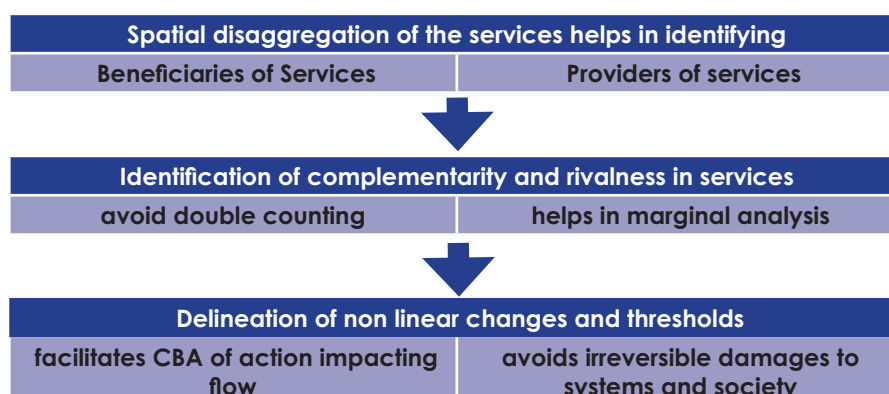 Spatial disaggregation of the services helps in identifying
Beneficiaries of Services
Providers of services
Identification of complementarity and rivalness in services
avoid double counting
helps in marginal analysis
Delineation of non linear changes and thresholds
facilitates CBA of action impacting
flow
avoids irreversible damages to
systems and society